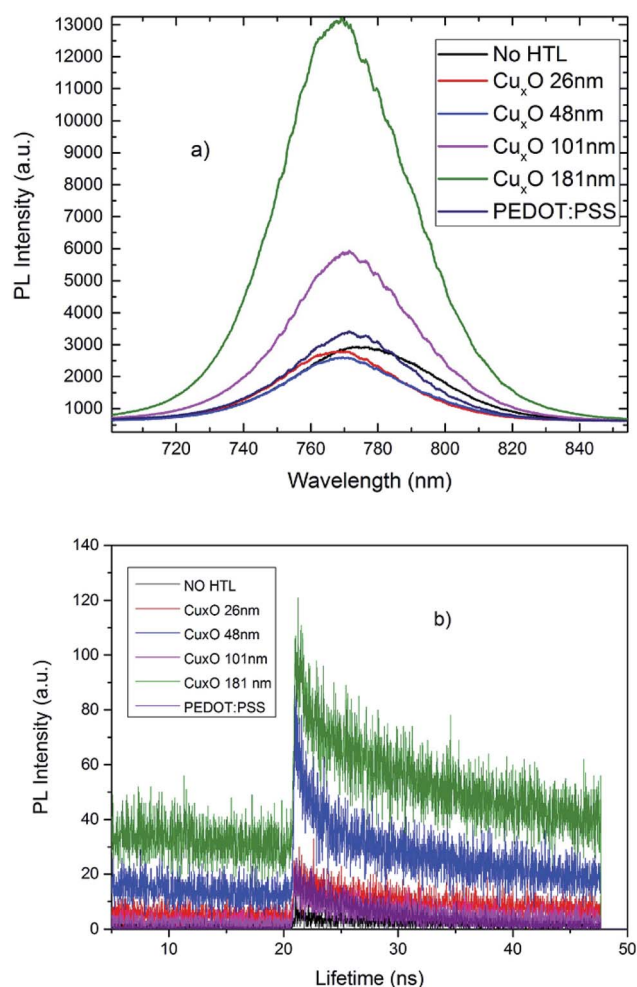 13000
12000
11000
10000
9000
8000
7000
6000
5000
4000
3000
2000
1000
PL Intensity (a.u.)
a)
No HTL
CuₓO 26nm
CuₓO 48nm
CuₓO 101nm
CuₓO 181nm
PEDOT:PSS
720 740 760 780 800 820 840
Wavelength (nm)
140
120
100
80
60
40
20
0
PL Intensity (a.u.)
NO HTL
CuxO 26nm
CuxO 48nm
CuxO 101nm
CuxO 181 nm
PEDOT:PSS
b)
10 20 30 40 50
Lifetime (ns)